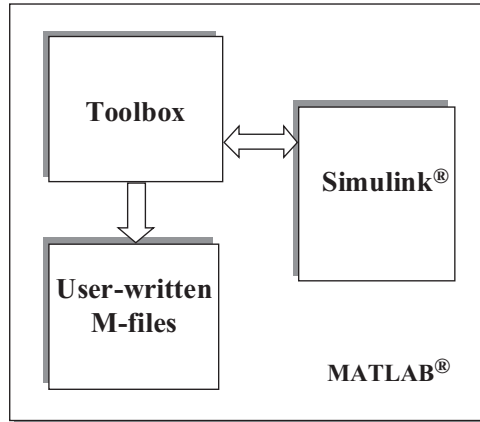 Toolbox
Simulink®
User-written
M-files
MATLAB®